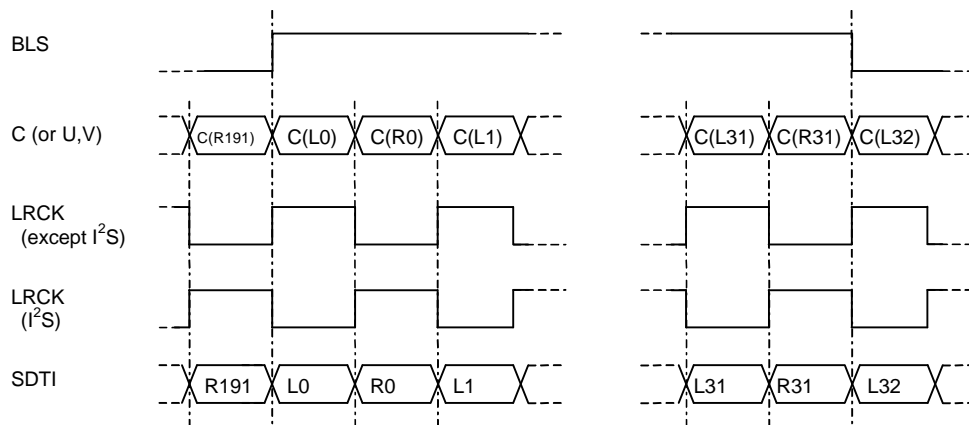 BLS
C (or U,V)
C(R191) C(L0) C(R0) C(L1) C(L31) C(R31) C(L32)
LRCK
(except I²S)
LRCK
(I²S)
SDTI
R191 L0 R0 L1 L31 R31 L32